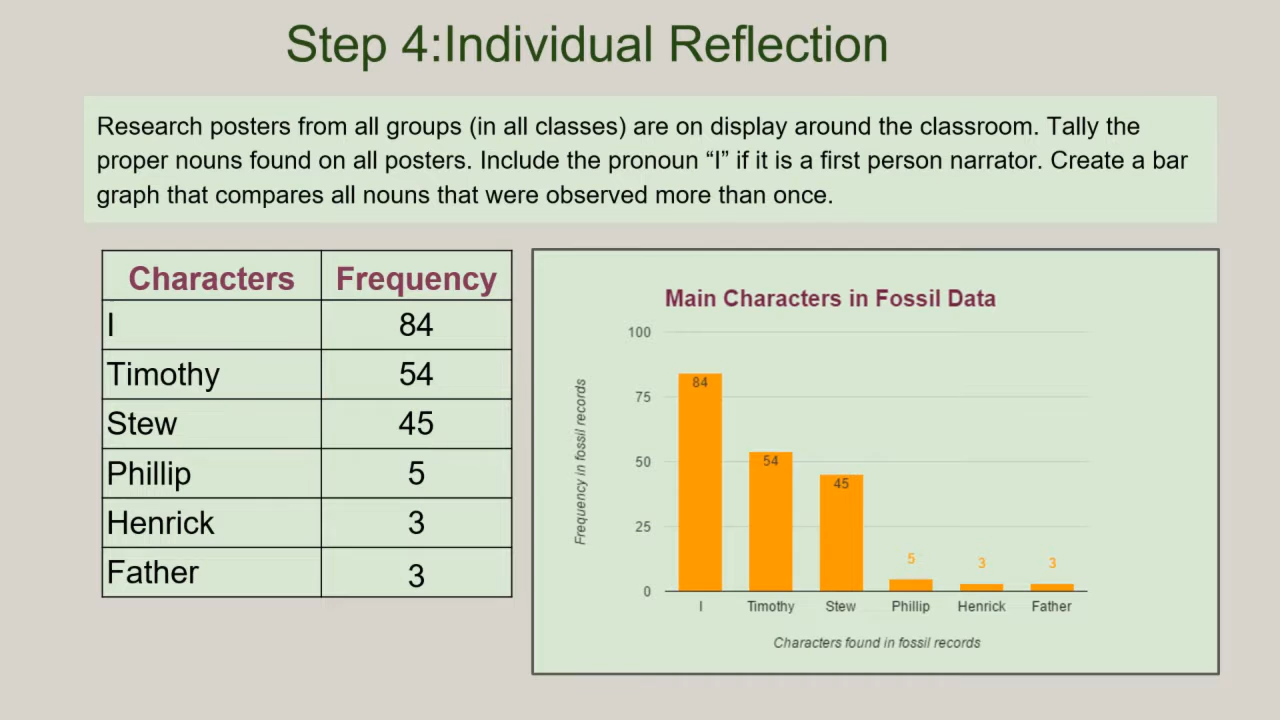 Step 4:Individual Reflection
Research posters from all groups (in all classes) are on display around the classroom. Tally the
proper nouns found on all posters. Include the pronoun “I” if it is a first person narrator. Create a bar
graph that compares all nouns that were observed more than once.
Characters Frequency
I 84
Timothy 54
Stew 45
Phillip 5
Henrick 3
Father 3
Main Characters in Fossil Data
Frequency in fossil records
100
75
50
25
0
84
54
45
5
3
3
I Timothy Stew Phillip Henrick Father
Characters found in fossil records